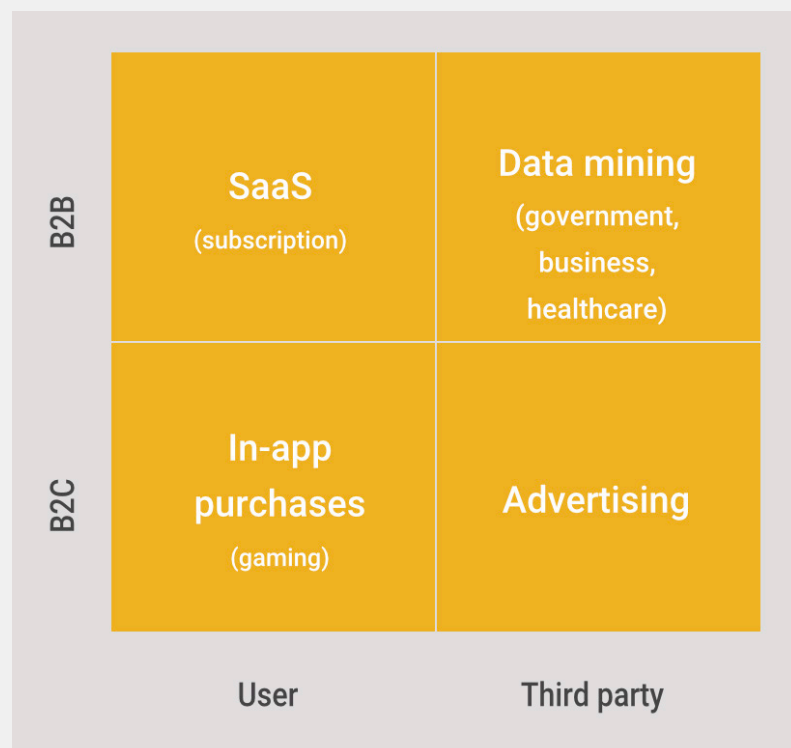 B2B
SaaS
(subscription)
Data mining
(government,
business,
healthcare)
B2C
In-app
purchases
(gaming)
Advertising
User
Third party